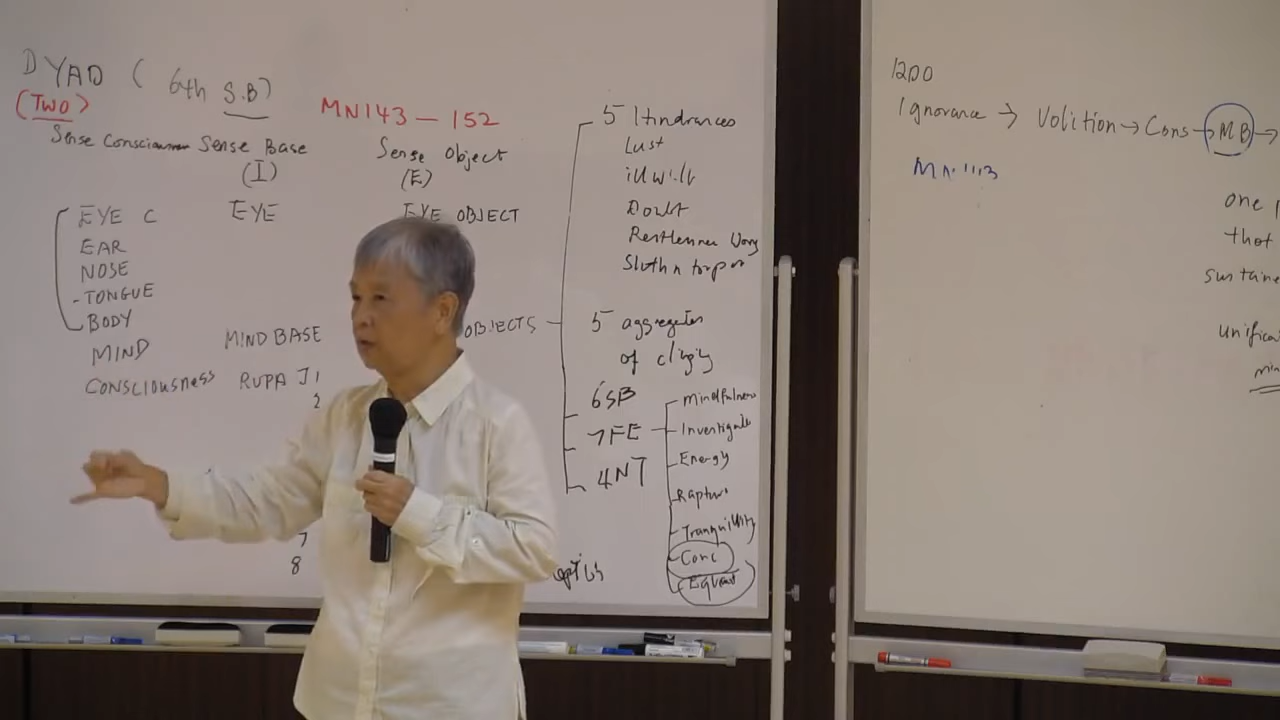 DYAD ( 6th S.B)
(TWO)
MN143 — 152
Sense Consciousness Sense Base
(I)
Sense Object
(E)
EYE C EYE EYE OBJECT
EAR
NOSE
TONGUE
BODY
MIND MIND BASE OBJECTS
CONSCIOUSNESS RUPA J1
2
7
8
5 Hindrances
Lust
ill will
Doubt
Restlessness Worry
Sloth n torpor
5 aggregates
of clinging
6SB
7FE
4NT
Mindfulness
Investigate
Energy
Rapture
Tranquility
Conc
Equani
12DO
Ignorance → Volition → Cons → MB →
MN 113
one
that
sustaine
unifica